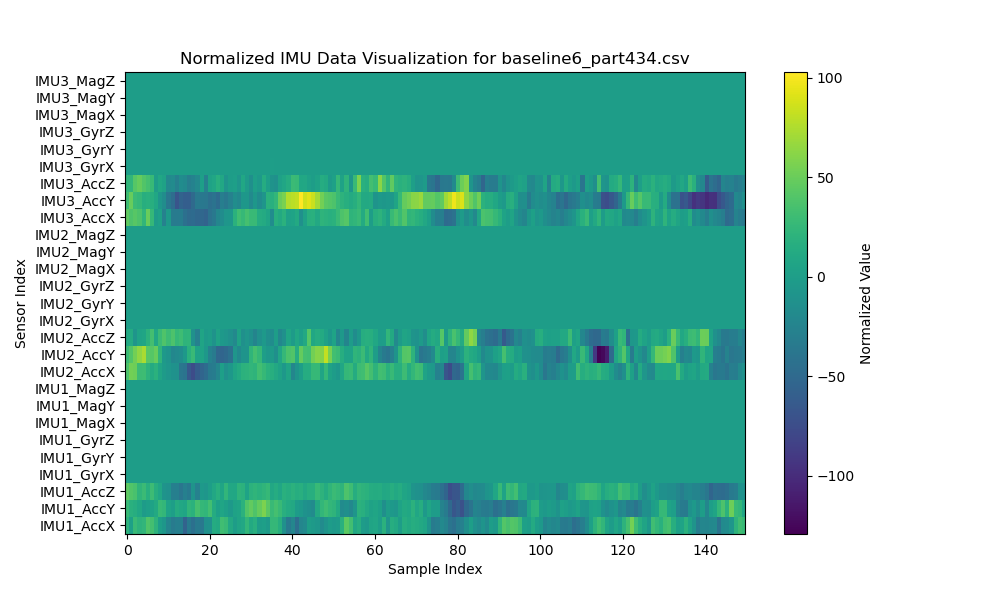 Normalized IMU Data Visualization for baseline6_part434.csv
IMU3_MagZ
IMU3_MagY
IMU3_MagX
IMU3_GyrZ
IMU3_GyrY
IMU3_GyrX
IMU3_AccZ
IMU3_AccY
IMU3_AccX
IMU2_MagZ
IMU2_MagY
IMU2_MagX
IMU2_GyrZ
IMU2_GyrY
IMU2_GyrX
IMU2_AccZ
IMU2_AccY
IMU2_AccX
IMU1_MagZ
IMU1_MagY
IMU1_MagX
IMU1_GyrZ
IMU1_GyrY
IMU1_GyrX
IMU1_AccZ
IMU1_AccY
IMU1_AccX
Sensor Index
0 20 40 60 80 100 120 140
Sample Index
100
50
0
−50
−100
Normalized Value